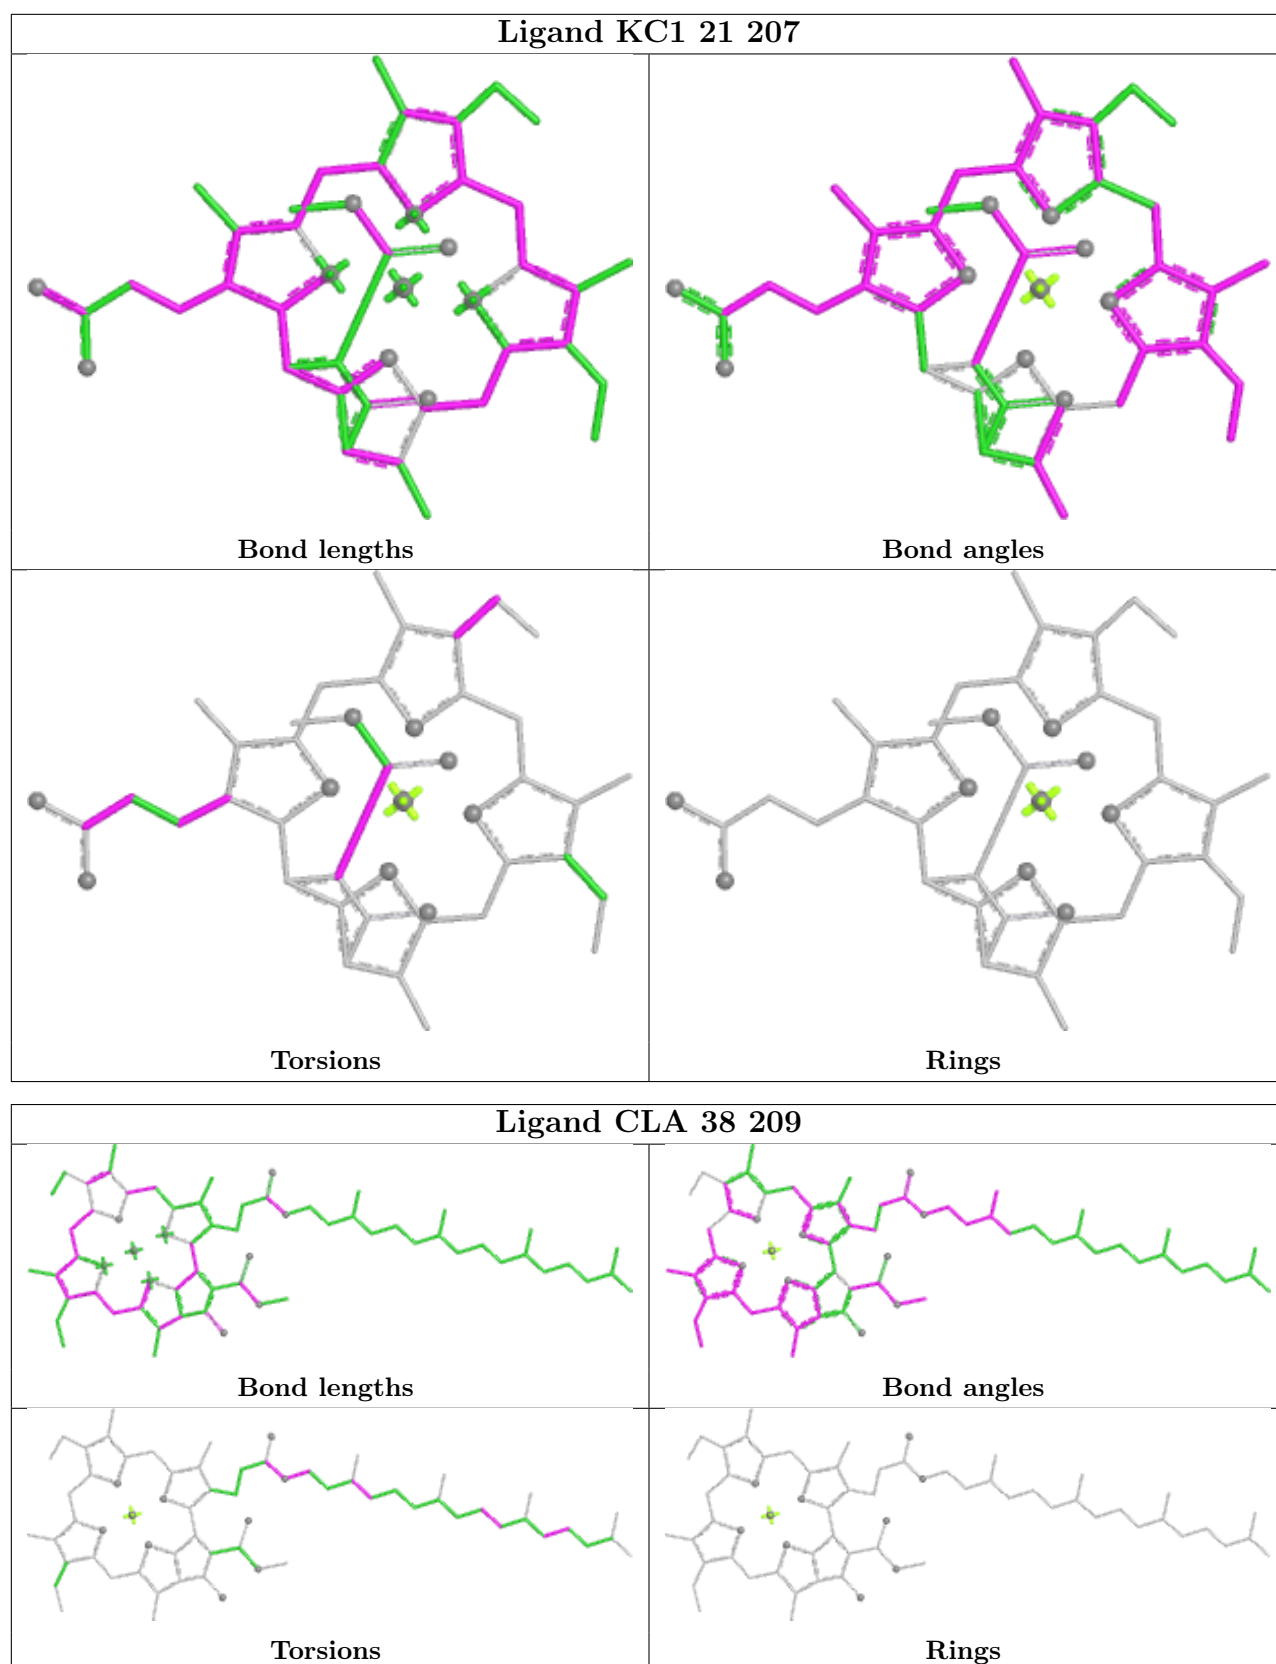 Ligand KC1 21 207
Bond lengths
Bond angles
Torsions
Rings
Ligand CLA 38 209
Bond lengths
Bond angles
Torsions
Rings